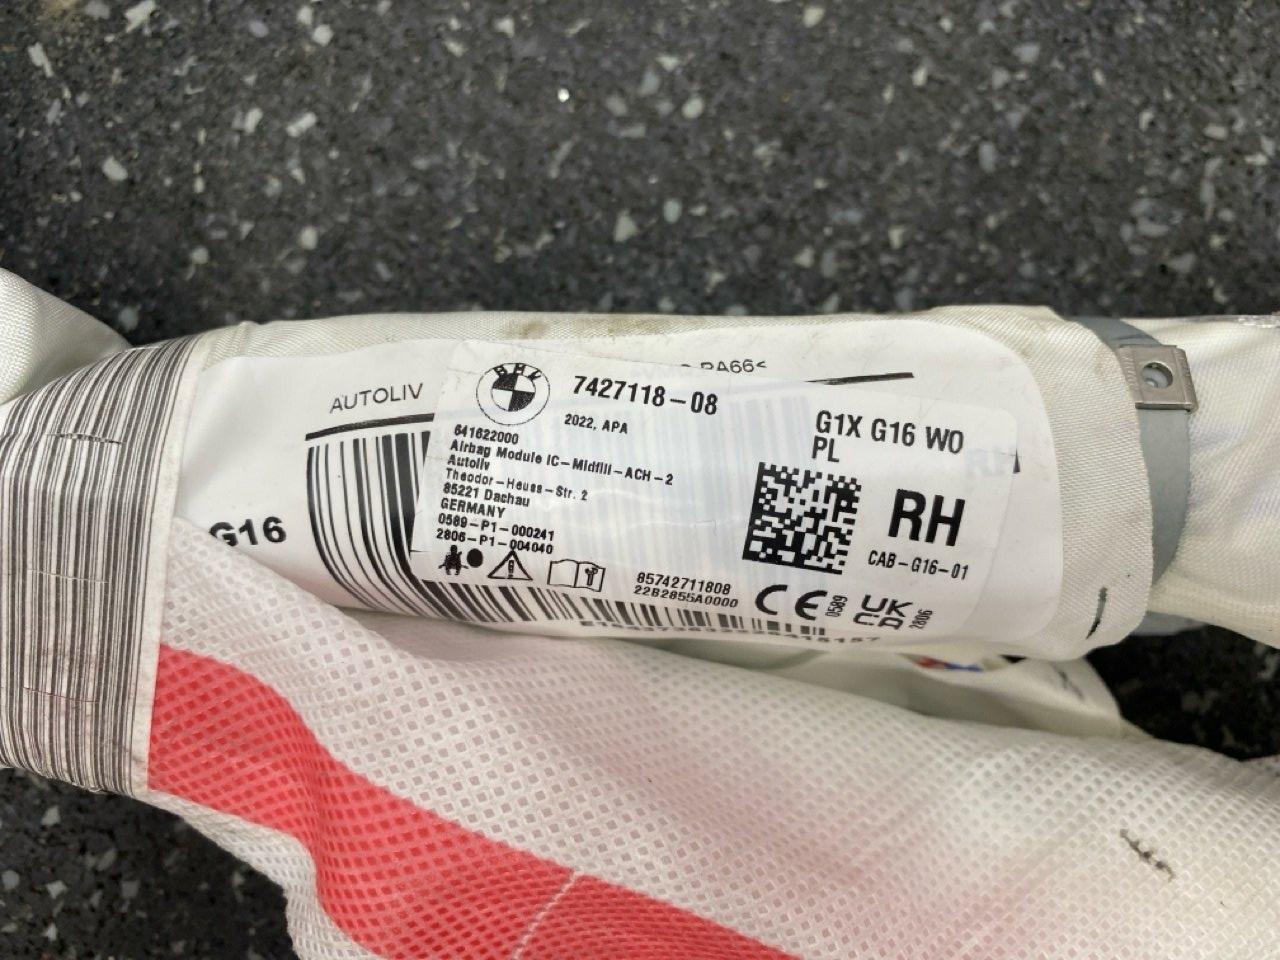 AUTOLIV
PA66<
BMW
7427118-08
2022, APA
641622000
Airbag Module IC-Midfill-ACH-2
Autoliv
Theodor-Heuss-Str. 2
85221 Dachau
GERMANY
0589-P1-000241
2806-P1-004040
G1X G16 WO
PL
RH
CAB-G16-01
85742711808
22B2855A0000
CE 0589
UK
CA 2806
G16